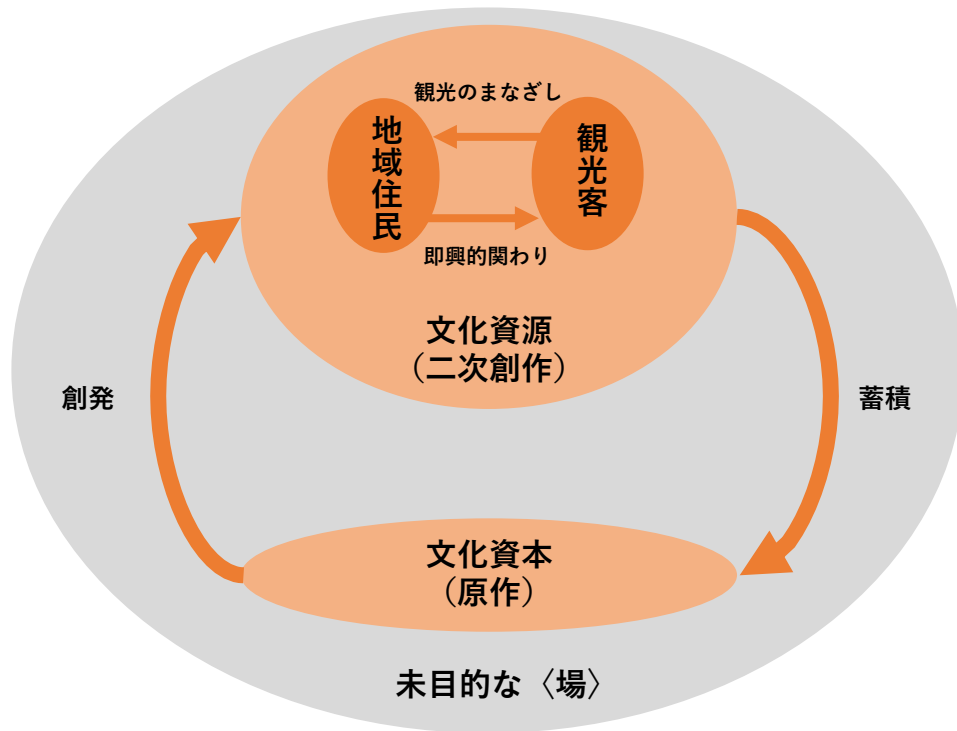 観光のまなざし
地域住民
観光客
即興的関わり
文化資源
（二次創作）
創発
蓄積
文化資本
（原作）
未目的な〈場〉